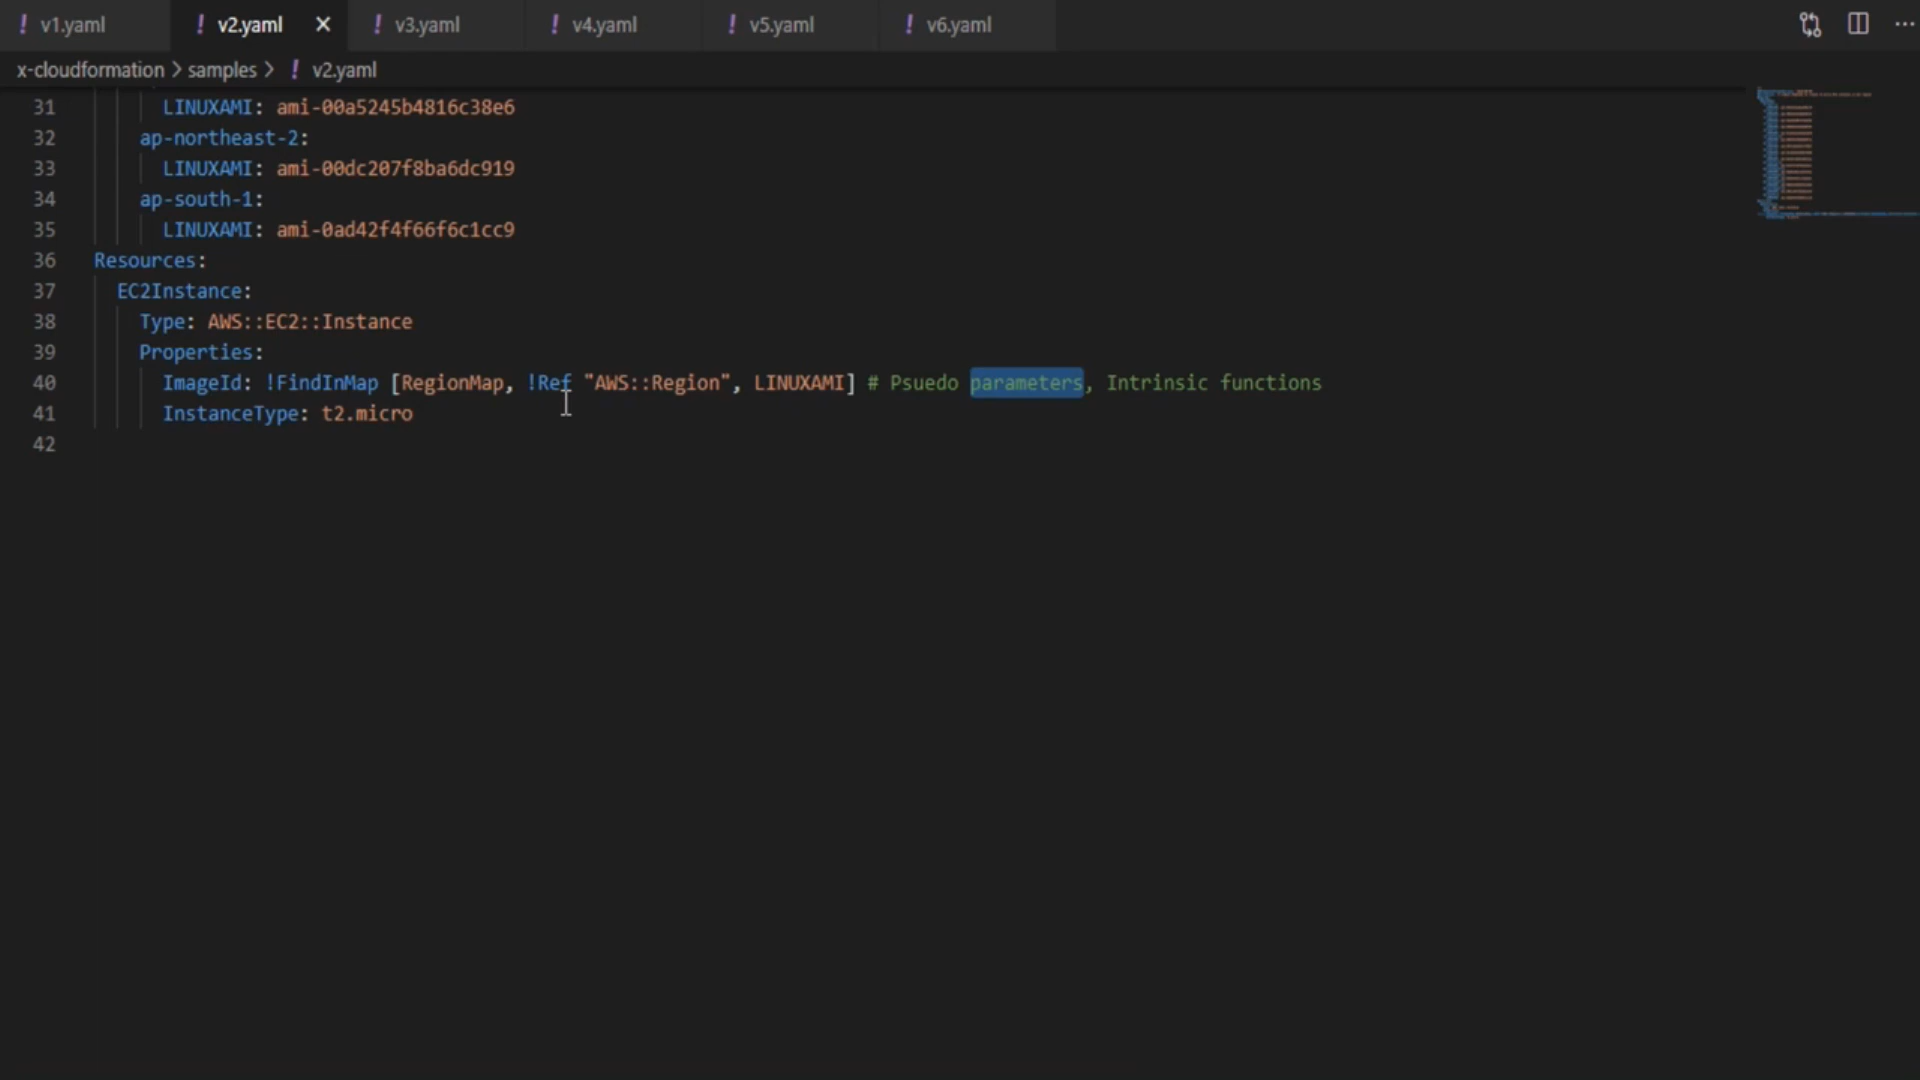 ! v1.yaml ! v2.yaml × ! v3.yaml ! v4.yaml ! v5.yaml ! v6.yaml
x-cloudformation > samples > ! v2.yaml
31 LINUXAMI: ami-00a5245b4816c38e6
32 ap-northeast-2:
33 LINUXAMI: ami-00dc207f8ba6dc919
34 ap-south-1:
35 LINUXAMI: ami-0ad42f4f66f6c1cc9
36 Resources:
37 EC2Instance:
38 Type: AWS::EC2::Instance
39 Properties:
40 ImageId: !FindInMap [RegionMap, !Ref "AWS::Region", LINUXAMI] # Psuedo parameters, Intrinsic functions
41 InstanceType: t2.micro
42